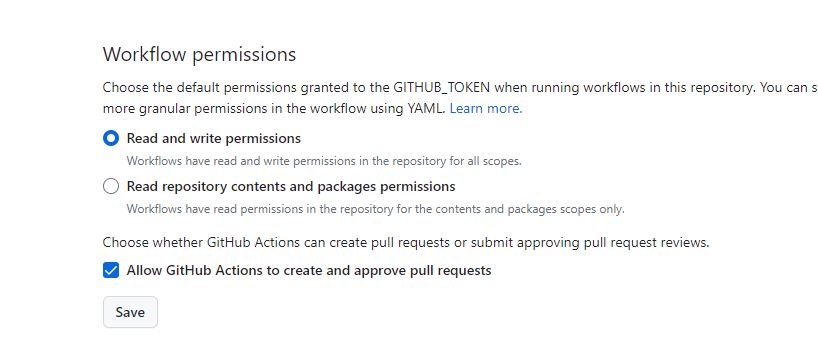 Workflow permissions
Choose the default permissions granted to the GITHUB_TOKEN when running workflows in this repository. You can s
more granular permissions in the workflow using YAML. Learn more.
Read and write permissions
Workflows have read and write permissions in the repository for all scopes.
Read repository contents and packages permissions
Workflows have read permissions in the repository for the contents and packages scopes only.
Choose whether GitHub Actions can create pull requests or submit approving pull request reviews.
Allow GitHub Actions to create and approve pull requests
Save